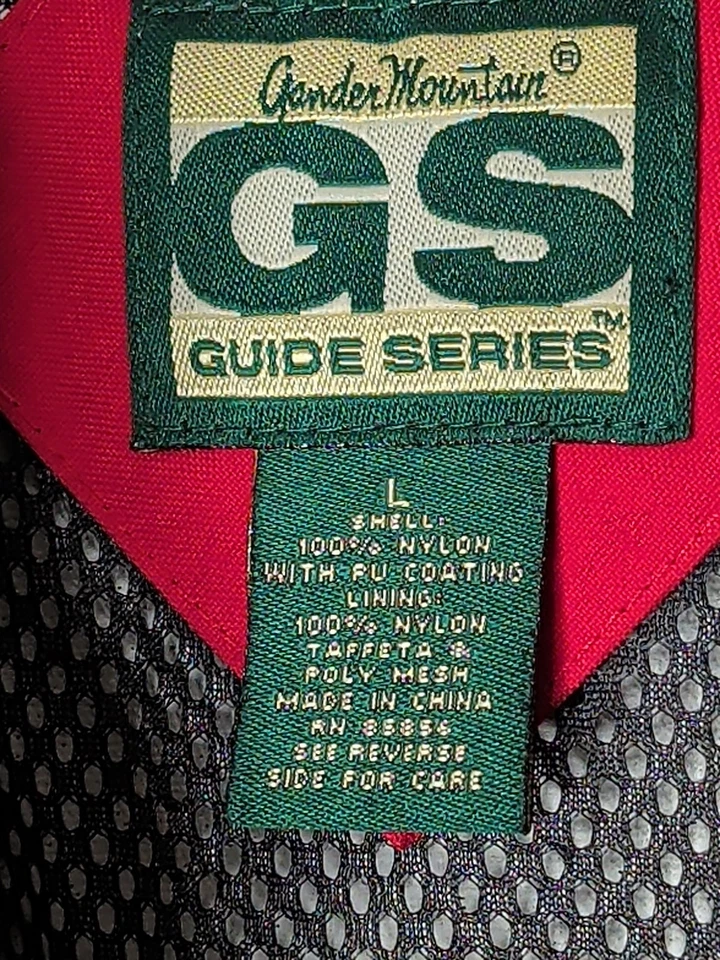 Gander Mountain®
GS
GUIDE SERIES™
L
SHELL:
100% NYLON
WITH PU COATING
LINING:
100% NYLON
TAFFETA &
POLY MESH
MADE IN CHINA
RN 85856
SEE REVERSE
SIDE FOR CARE